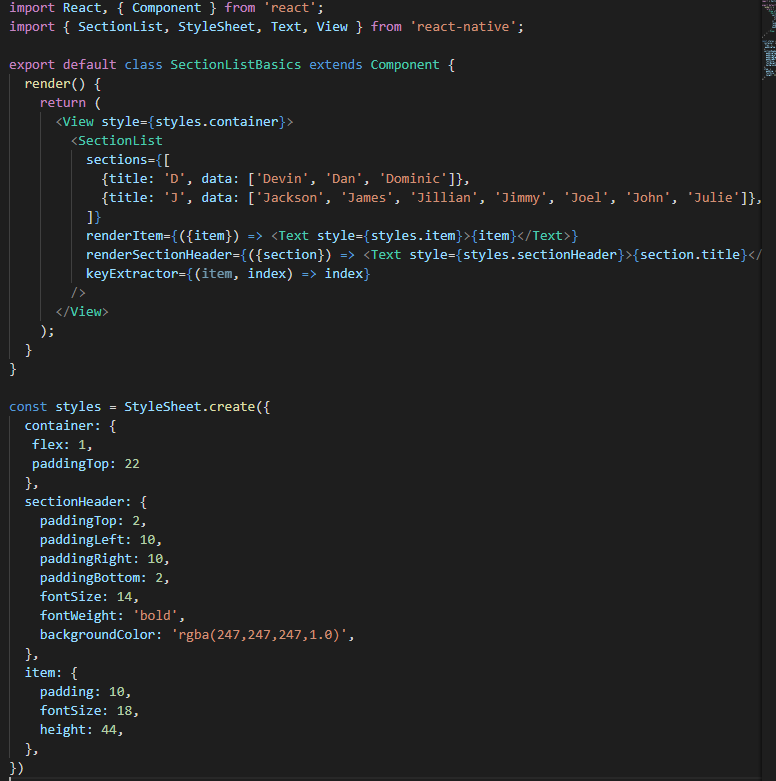 import React, { Component } from 'react';
import { SectionList, StyleSheet, Text, View } from 'react-native';

export default class SectionListBasics extends Component {
  render() {
    return (
      <View style={styles.container}>
        <SectionList
          sections={[
            {title: 'D', data: ['Devin', 'Dan', 'Dominic']},
            {title: 'J', data: ['Jackson', 'James', 'Jillian', 'Jimmy', 'Joel', 'John', 'Julie']},
          ]}
          renderItem={({item}) => <Text style={styles.item}>{item}</Text>}
          renderSectionHeader={({section}) => <Text style={styles.sectionHeader}>{section.title}</
          keyExtractor={(item, index) => index}
        />
      </View>
    );
  }
}

const styles = StyleSheet.create({
  container: {
   flex: 1,
   paddingTop: 22
  },
  sectionHeader: {
    paddingTop: 2,
    paddingLeft: 10,
    paddingRight: 10,
    paddingBottom: 2,
    fontSize: 14,
    fontWeight: 'bold',
    backgroundColor: 'rgba(247,247,247,1.0)',
  },
  item: {
    padding: 10,
    fontSize: 18,
    height: 44,
  },
})